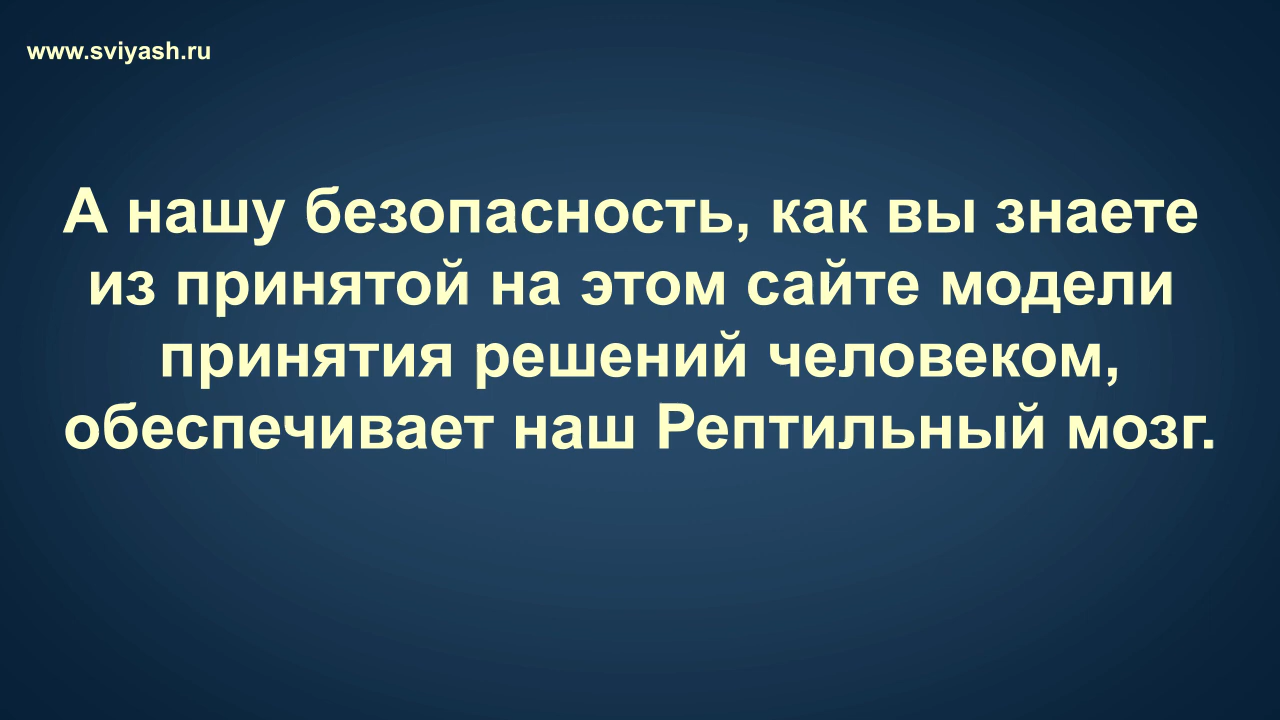 www.sviyash.ru
А нашу безопасность, как вы знаете
из принятой на этом сайте модели
принятия решений человеком,
обеспечивает наш Рептильный мозг.